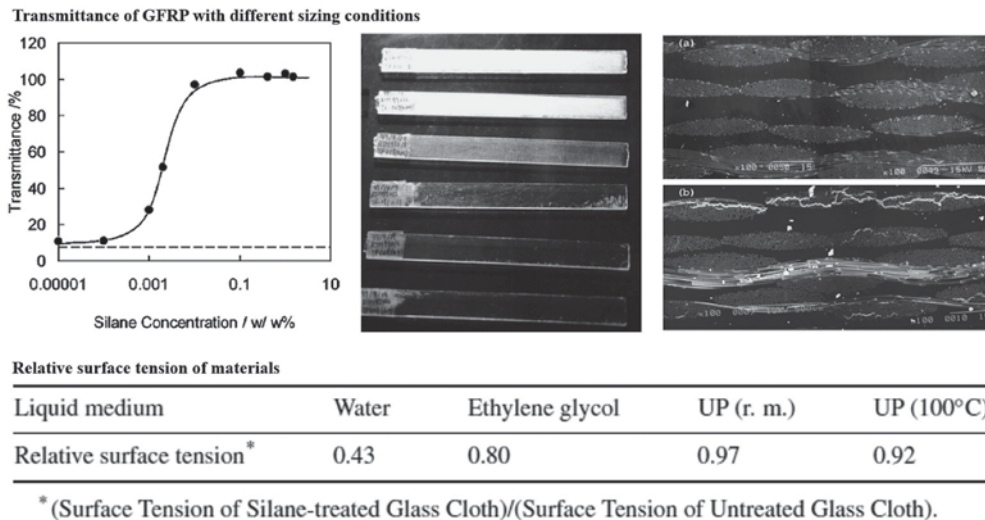 Transmittance of GFRP with different sizing conditions
120
100
80
60
40
20
0
Transmittance /%
0.00001 0.001 0.1 10
Silane Concentration / w/ w%
(a)
(b)
Relative surface tension of materials
Liquid medium Water Ethylene glycol UP (r. m.) UP (100°C)
Relative surface tension* 0.43 0.80 0.97 0.92
*(Surface Tension of Silane-treated Glass Cloth)/(Surface Tension of Untreated Glass Cloth).